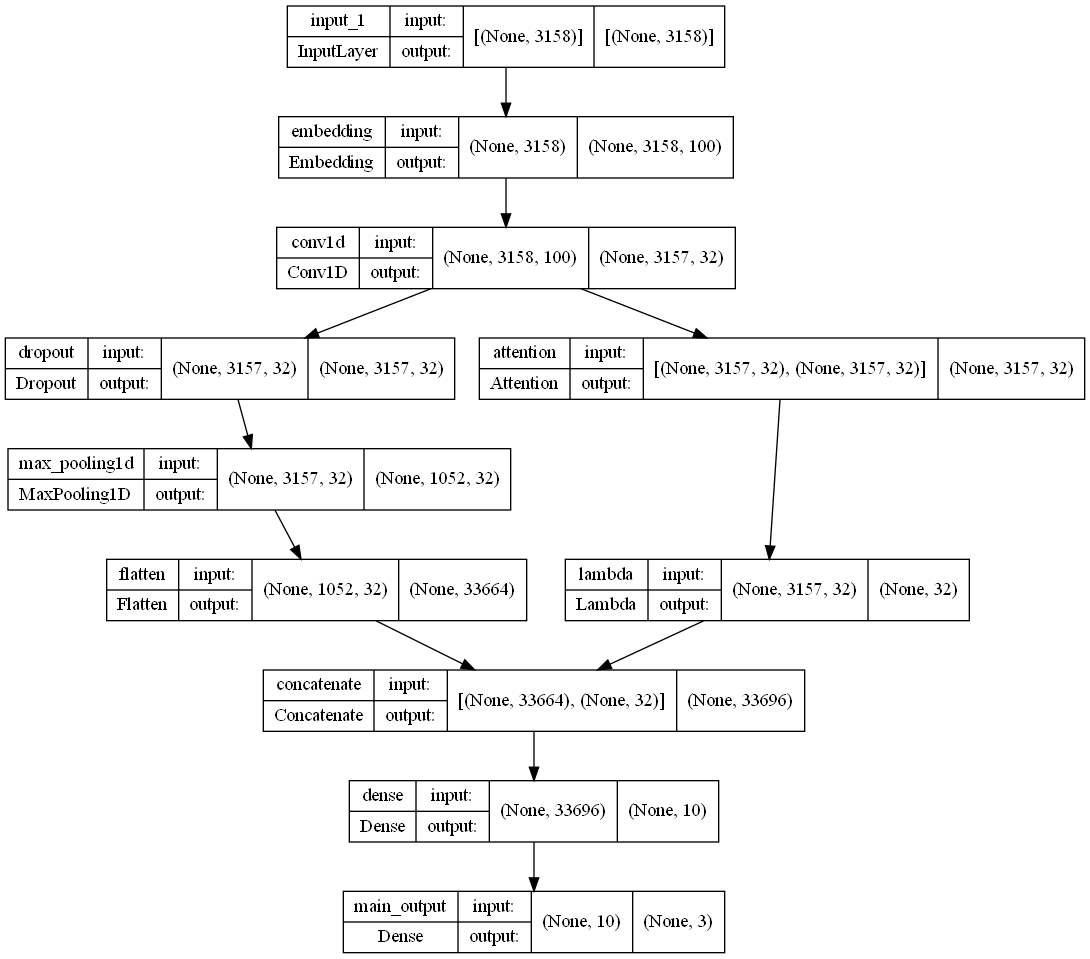 input_1 input: [(None, 3158)] [(None, 3158)]
InputLayer output:
embedding input: (None, 3158) (None, 3158, 100)
Embedding output:
conv1d input: (None, 3158, 100) (None, 3157, 32)
Conv1D output:
dropout input: (None, 3157, 32) (None, 3157, 32)
Dropout output:
attention input: [(None, 3157, 32), (None, 3157, 32)] (None, 3157, 32)
Attention output:
max_pooling1d input: (None, 3157, 32) (None, 1052, 32)
MaxPooling1D output:
flatten input: (None, 1052, 32) (None, 33664)
Flatten output:
lambda input: (None, 3157, 32) (None, 32)
Lambda output:
concatenate input: [(None, 33664), (None, 32)] (None, 33696)
Concatenate output:
dense input: (None, 33696) (None, 10)
Dense output:
main_output input: (None, 10) (None, 3)
Dense output: